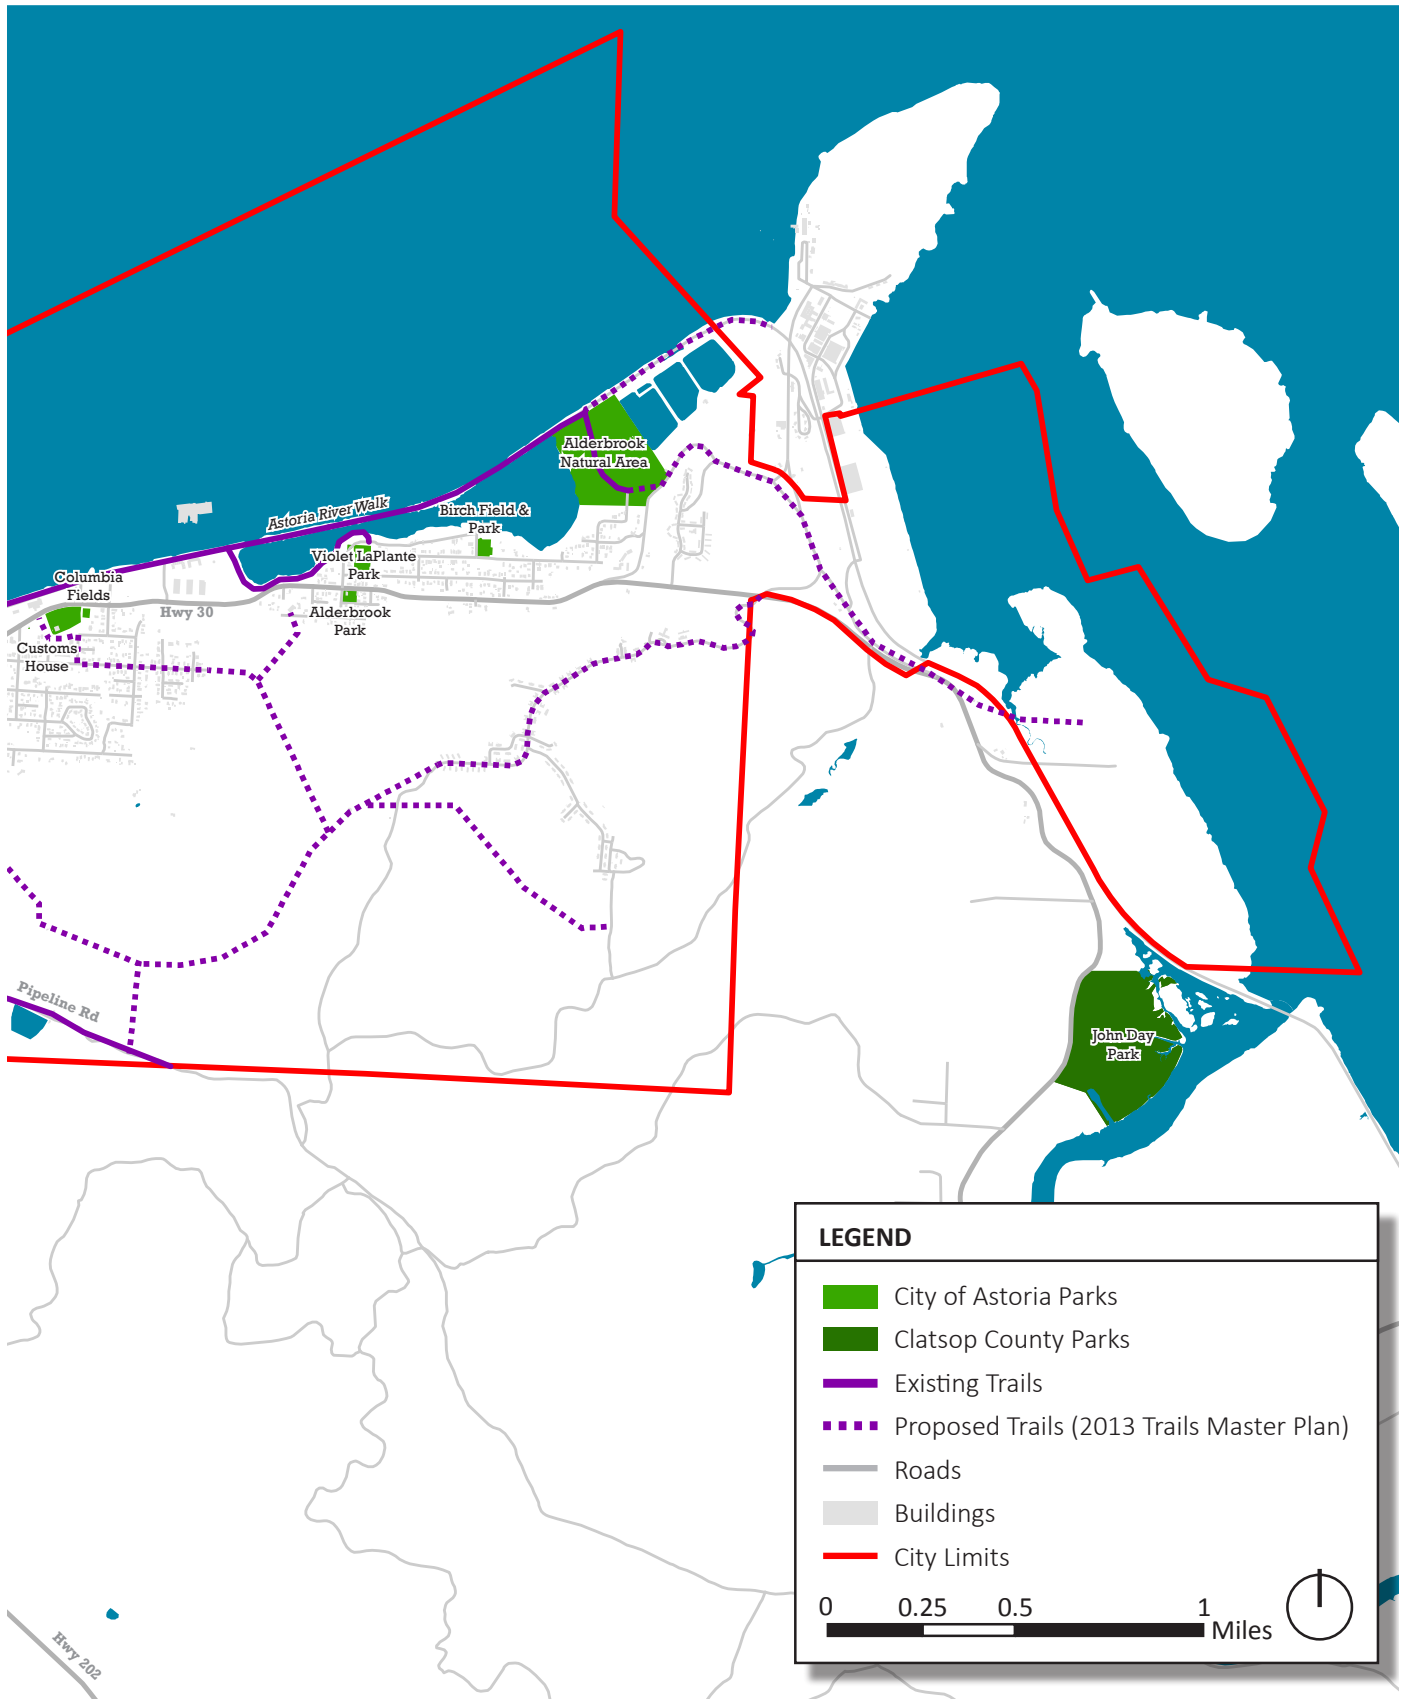 Alderbrook
Natural Area
Astoria River Walk
Birch Field &
Park
Violet LaPlante
Park
Columbia
Fields
Hwy 30
Alderbrook
Park
Customs
House
Pipeline Rd
John Day
Park
Hwy 202
LEGEND
City of Astoria Parks
Clatsop County Parks
Existing Trails
Proposed Trails (2013 Trails Master Plan)
Roads
Buildings
City Limits
0 0.25 0.5 1
Miles